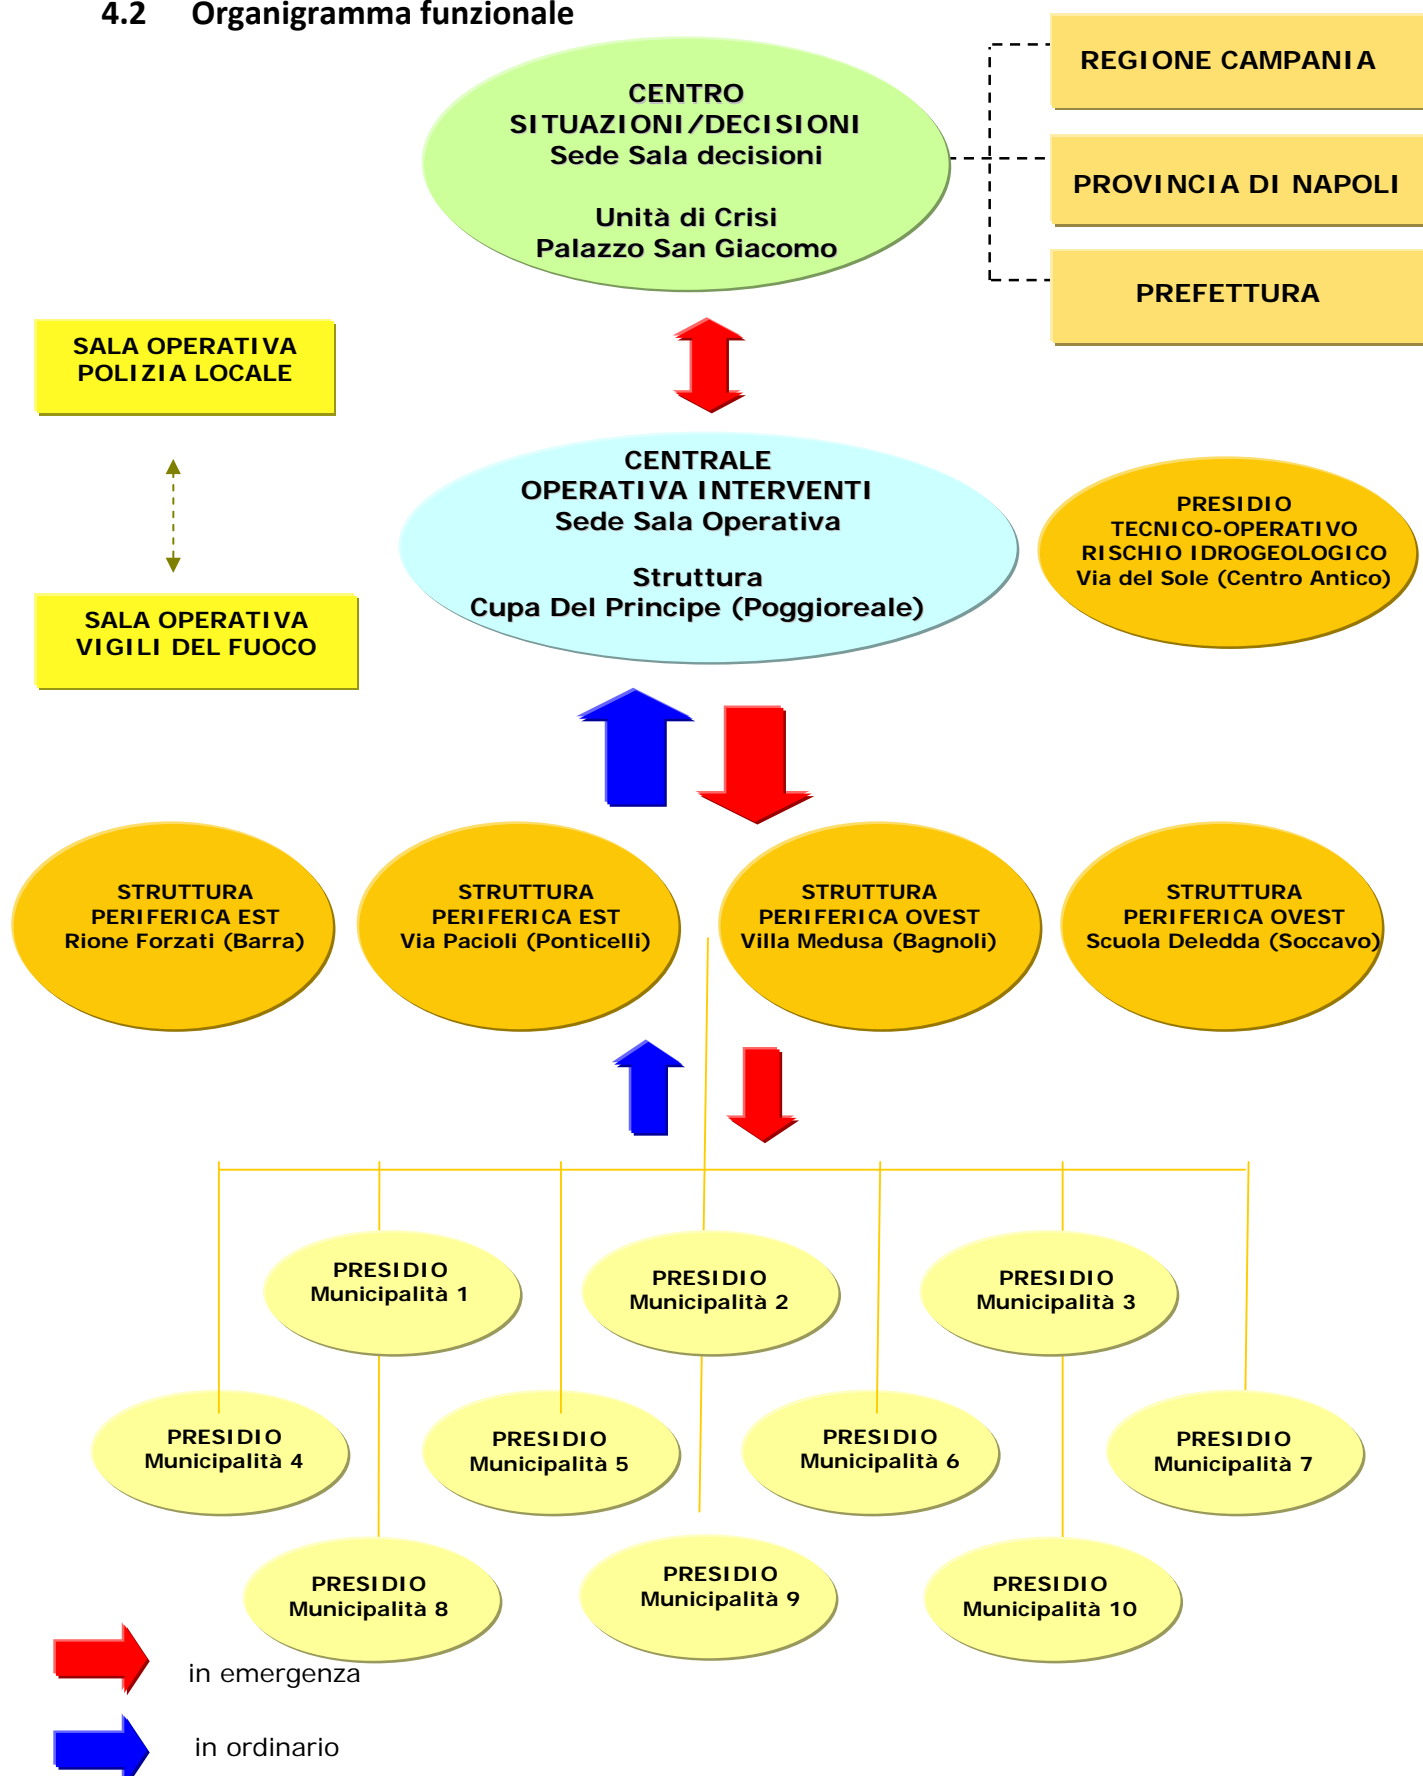 4.2 Organigramma funzionale
CENTRO
SITUAZIONI/DECISIONI
Sede Sala decisioni
Unità di Crisi
Palazzo San Giacomo
REGIONE CAMPANIA
PROVINCIA DI NAPOLI
PREFETTURA
SALA OPERATIVA
POLIZIA LOCALE
SALA OPERATIVA
VIGILI DEL FUOCO
CENTRALE
OPERATIVA INTERVENTI
Sede Sala Operativa
Struttura
Cupa Del Principe (Poggioreale)
PRESIDIO
TECNICO-OPERATIVO
RISCHIO IDROGEOLOGICO
Via del Sole (Centro Antico)
STRUTTURA
PERIFERICA EST
Rione Forzati (Barra)
STRUTTURA
PERIFERICA EST
Via Pacioli (Ponticelli)
STRUTTURA
PERIFERICA OVEST
Villa Medusa (Bagnoli)
STRUTTURA
PERIFERICA OVEST
Scuola Deledda (Soccavo)
PRESIDIO
Municipalità 1
PRESIDIO
Municipalità 2
PRESIDIO
Municipalità 3
PRESIDIO
Municipalità 4
PRESIDIO
Municipalità 5
PRESIDIO
Municipalità 6
PRESIDIO
Municipalità 7
PRESIDIO
Municipalità 8
PRESIDIO
Municipalità 9
PRESIDIO
Municipalità 10
in emergenza
in ordinario